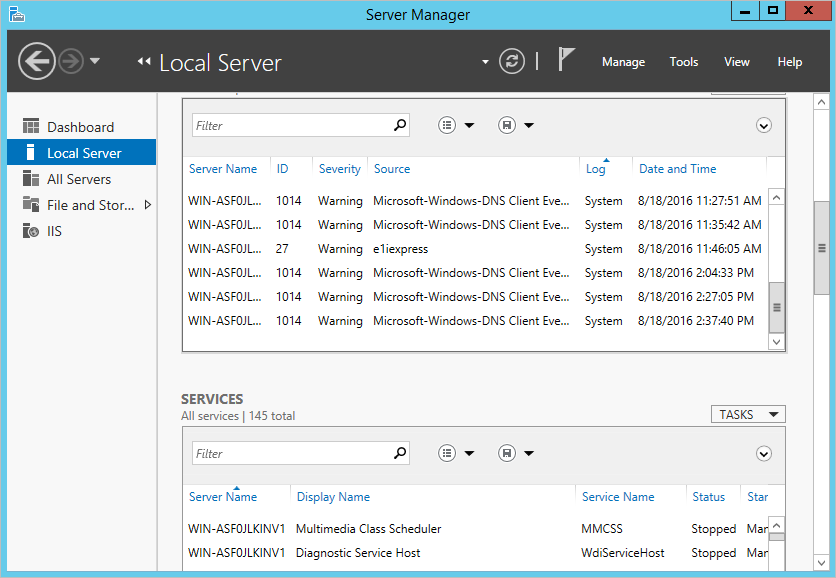 Server Manager
Local Server
Manage Tools View Help
Dashboard
Local Server
All Servers
File and Stor...
IIS
Filter
Server Name ID Severity Source Log Date and Time
WIN-ASF0JL... 1014 Warning Microsoft-Windows-DNS Client Eve... System 8/18/2016 11:27:51 AM
WIN-ASF0JL... 1014 Warning Microsoft-Windows-DNS Client Eve... System 8/18/2016 11:35:42 AM
WIN-ASF0JL... 27 Warning e1iexpress System 8/18/2016 11:46:05 AM
WIN-ASF0JL... 1014 Warning Microsoft-Windows-DNS Client Eve... System 8/18/2016 2:04:33 PM
WIN-ASF0JL... 1014 Warning Microsoft-Windows-DNS Client Eve... System 8/18/2016 2:27:05 PM
WIN-ASF0JL... 1014 Warning Microsoft-Windows-DNS Client Eve... System 8/18/2016 2:37:40 PM
SERVICES
All services | 145 total
TASKS
Filter
Server Name Display Name Service Name Status Star
WIN-ASF0JLKINV1 Multimedia Class Scheduler MMCSS Stopped Mar
WIN-ASF0JLKINV1 Diagnostic Service Host WdiServiceHost Stopped Mar